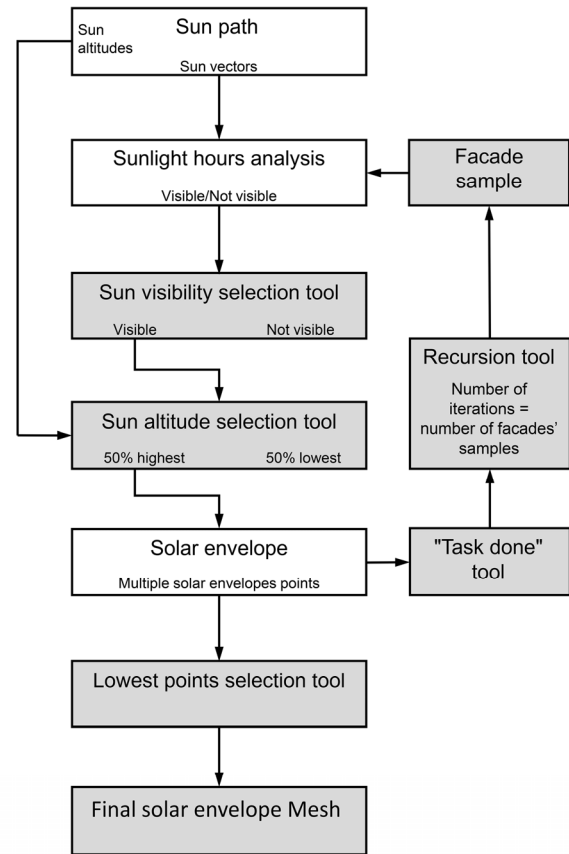 Sun path
Sun
altitudes
Sun vectors
Sunlight hours analysis
Visible/Not visible
Facade
sample
Sun visibility selection tool
Visible Not visible
Recursion tool
Number of
iterations =
number of facades'
samples
Sun altitude selection tool
50% highest 50% lowest
Solar envelope
Multiple solar envelopes points
"Task done"
tool
Lowest points selection tool
Final solar envelope Mesh